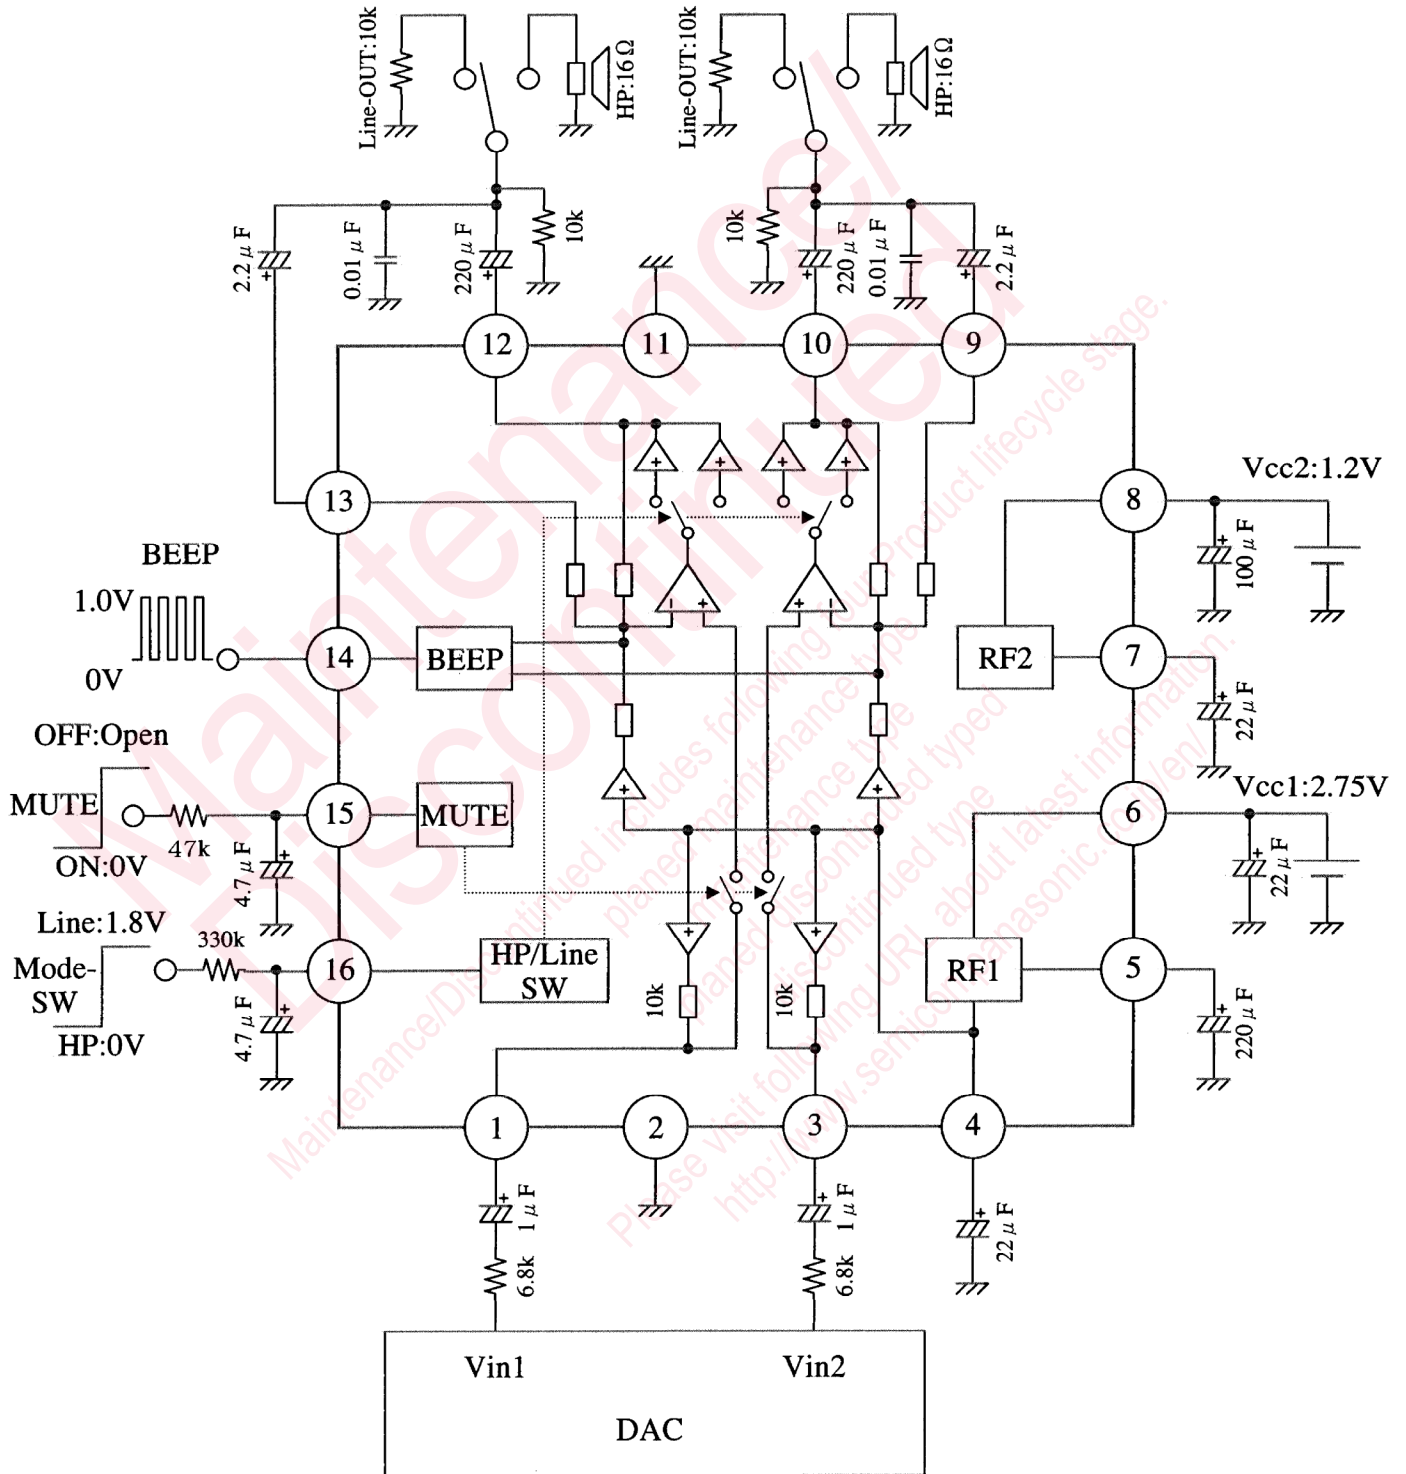 Line-OUT:10k
HP:16Ω
Line-OUT:10k
HP:16Ω
2.2μF
0.01μF
220μF
10k
10k
220μF
0.01μF
2.2μF
12
11
10
9
13
8
Vcc2:1.2V
100μF
BEEP
1.0V
0V
14
BEEP
RF2
7
22μF
OFF:Open
MUTE
ON:0V
47k
4.7μF
15
MUTE
6
Vcc1:2.75V
22μF
Line:1.8V
Mode-
SW
HP:0V
330k
4.7μF
16
HP/Line
SW
10k
10k
RF1
5
220μF
1
2
3
4
1μF
1μF
22μF
6.8k
6.8k
Vin1
Vin2
DAC
Maintenance/
Discontinued
Maintenance/Discontinued includes following four Product lifecycle stage.
planed maintenance type
maintenance type
planed discontinued typed
discontinued type
Please visit following URL about latest information.
http://www.semicon.panasonic.co.jp/en/